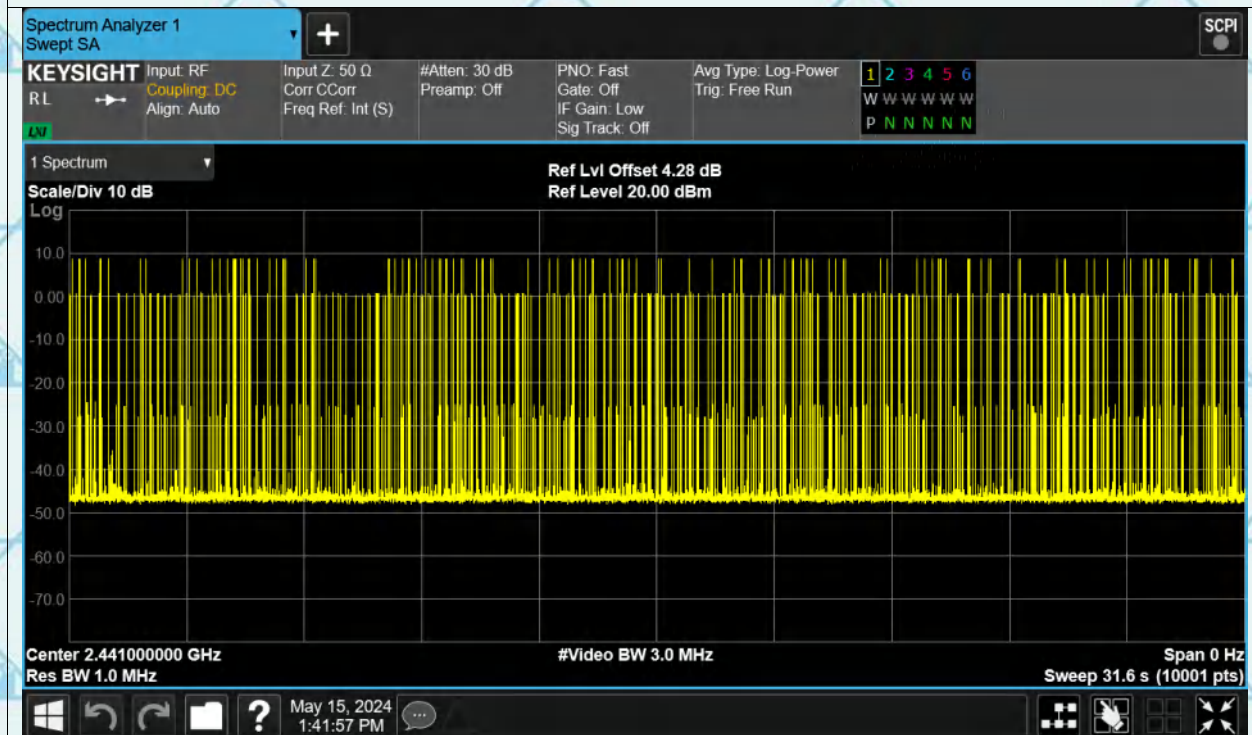 Spectrum Analyzer 1
Swept SA
+
SCPI
KEYSIGHT
RL
LXI
Input: RF
Coupling: DC
Align: Auto
Input Z: 50 Ω
Corr CCorr
Freq Ref: Int (S)
#Atten: 30 dB
Preamp: Off
PNO: Fast
Gate: Off
IF Gain: Low
Sig Track: Off
Avg Type: Log-Power
Trig: Free Run
1 2 3 4 5 6
W W W W W W
P N N N N N
1 Spectrum
Scale/Div 10 dB
Ref Lvl Offset 4.28 dB
Ref Level 20.00 dBm
Log
10.0
0.00
-10.0
-20.0
-30.0
-40.0
-50.0
-60.0
-70.0
Center 2.441000000 GHz
#Video BW 3.0 MHz
Span 0 Hz
Res BW 1.0 MHz
Sweep 31.6 s (10001 pts)
?
May 15, 2024
1:41:57 PM